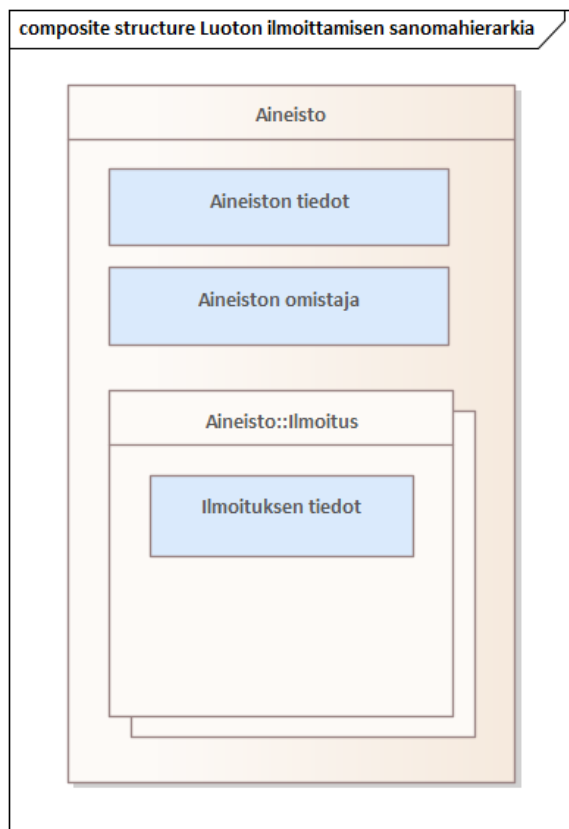 composite structure Luoton ilmoittamisen sanomahierarkia
Aineisto
Aineiston tiedot
Aineiston omistaja
Aineisto::Ilmoitus
Ilmoituksen tiedot